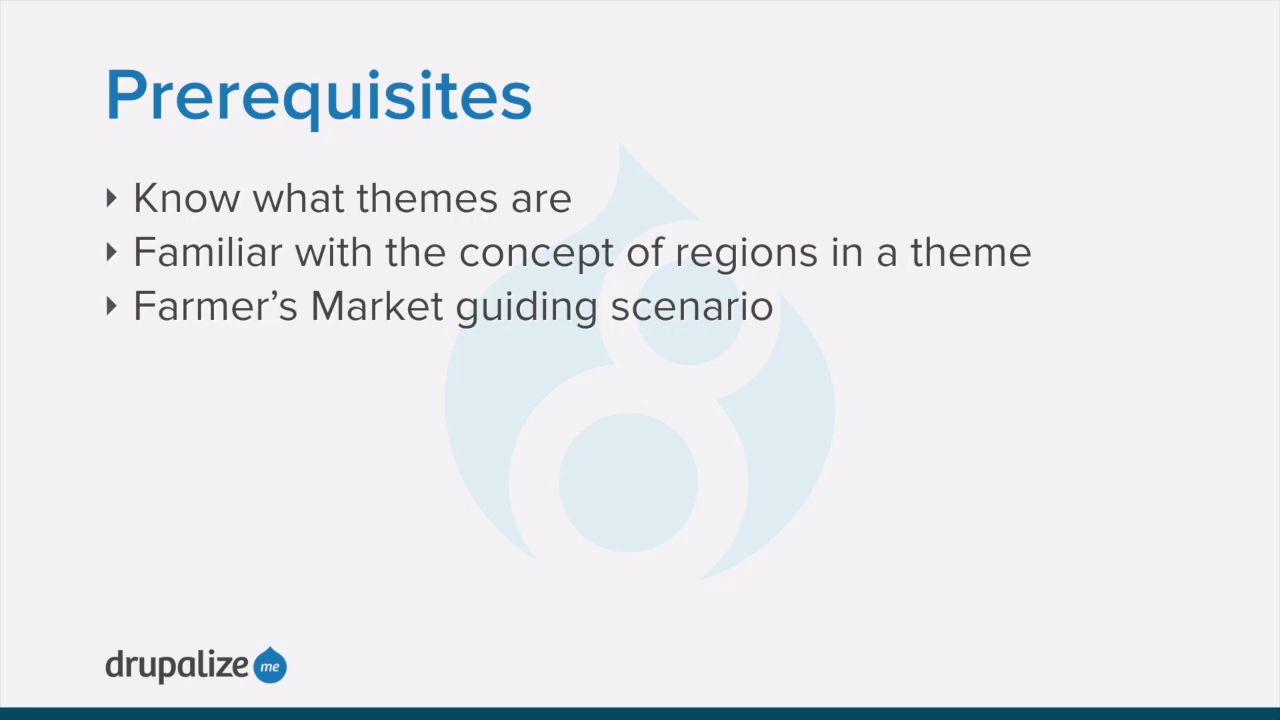 Prerequisites
Know what themes are
Familiar with the concept of regions in a theme
Farmer’s Market guiding scenario
drupalize me